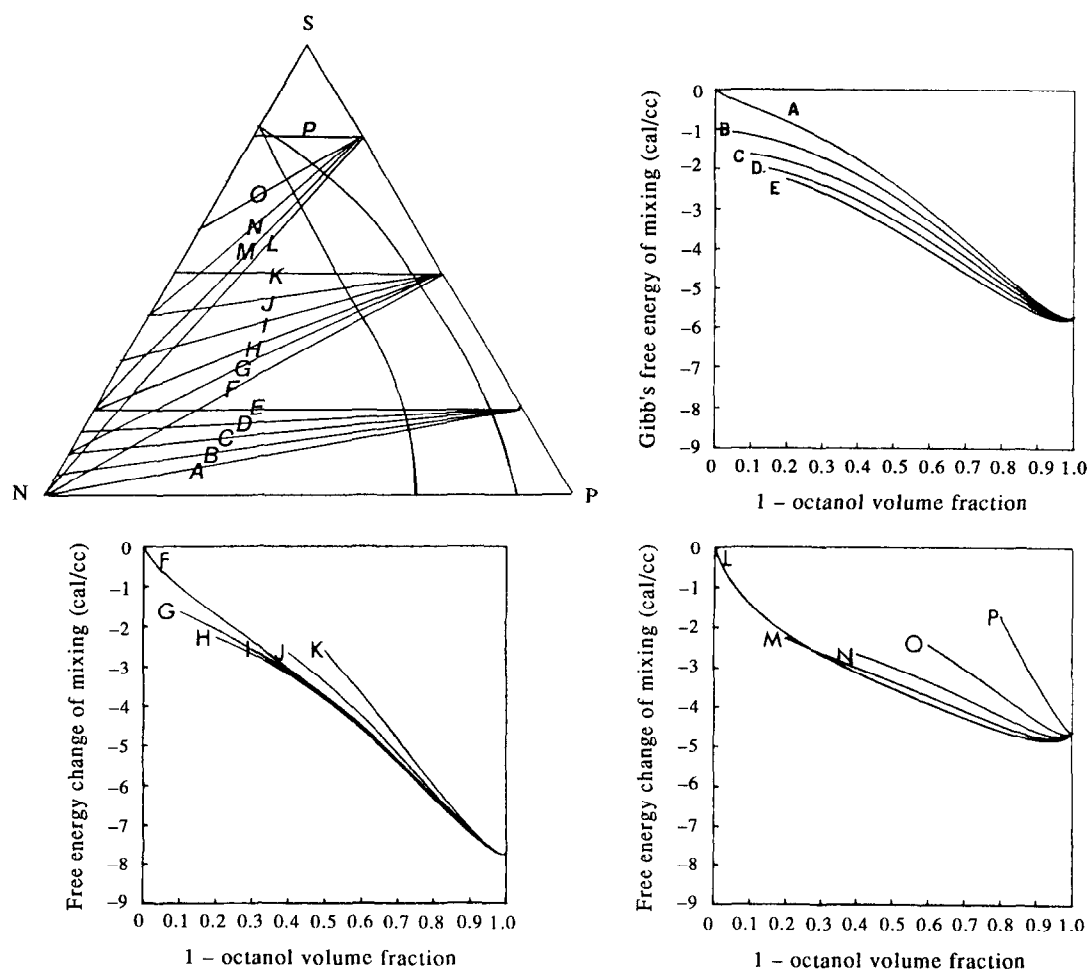 S
P
O
N
M
L
K
J
I
H
G
F
E
D
C
B
A
N
P
Gibb's free energy of mixing (cal/cc)
0
–1
–2
–3
–4
–5
–6
–7
–8
–9
A
B
C
D
E
0 0.1 0.2 0.3 0.4 0.5 0.6 0.7 0.8 0.9 1.0
1 – octanol volume fraction
Free energy change of mixing (cal/cc)
0
–1
–2
–3
–4
–5
–6
–7
–8
–9
F
G
H
I
J
K
0 0.1 0.2 0.3 0.4 0.5 0.6 0.7 0.8 0.9 1.0
1 – octanol volume fraction
Free energy change of mixing (cal/cc)
0
–1
–2
–3
–4
–5
–6
–7
–8
–9
L
M
N
O
P
0 0.1 0.2 0.3 0.4 0.5 0.6 0.7 0.8 0.9 1.0
1 – octanol volume fraction